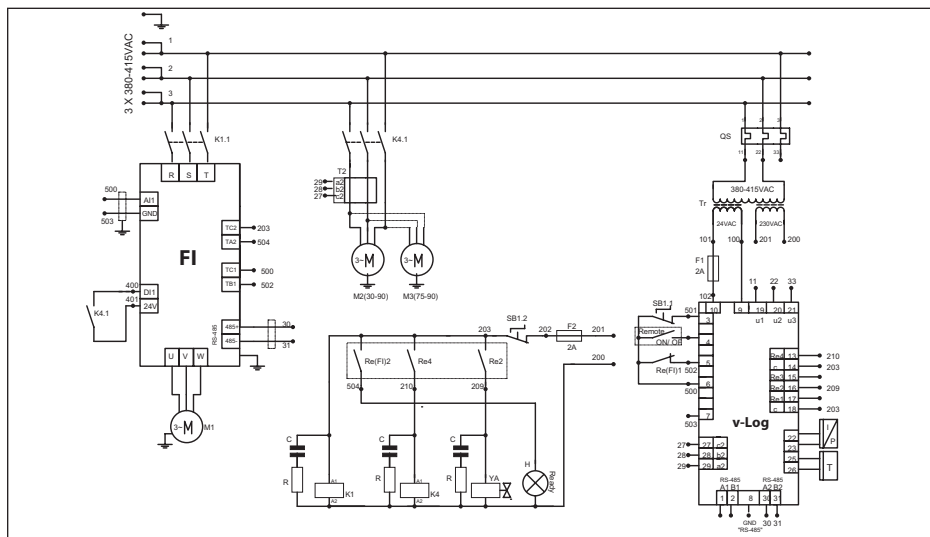 3 X 380-415VAC
1
2
3
K1.1
R S T
500
AI1
503
GND
FI
TC2 203
TA2 504
TC1 500
TB1 502
400
DI1
401
24V
K4.1
RS-485
485+ 30
485- 31
U V W
3~ M
M1
K4.1
T2
29 a2
28 b2
27 c2
3~ M
M2(30-90)
3~ M
M3(75-90)
1 2 3
QS
11 22 33
380-415VAC
Tr
24VAC 230VAC
101 100 201 200
F1
2A
102
11 22 33
SB1.2
203 202
F2
2A
201
200
Re(FI)2 Re4 Re2
504 210 209
C C C
R R R
A1
K1
A2
A1
K4
A2
A1
YA
A2
H
Ready
SB1.1
501
Remote
ON/ OF
Re(FI)1 502
500
503
10 9 19 20 21
u1 u2 u3
3
4
5
6
7
Re4 13 210
c 14 203
Re3 15
Re2 16 209
Re1 17
c 18 203
v-Log
22
23
I
P
25
26
T
27 27 c2
28 28 b2
29 29 a2
RS-485 RS-485
A1 B1 A2 B2
1 2 8 30 31
GND
"RS-485"
30 31